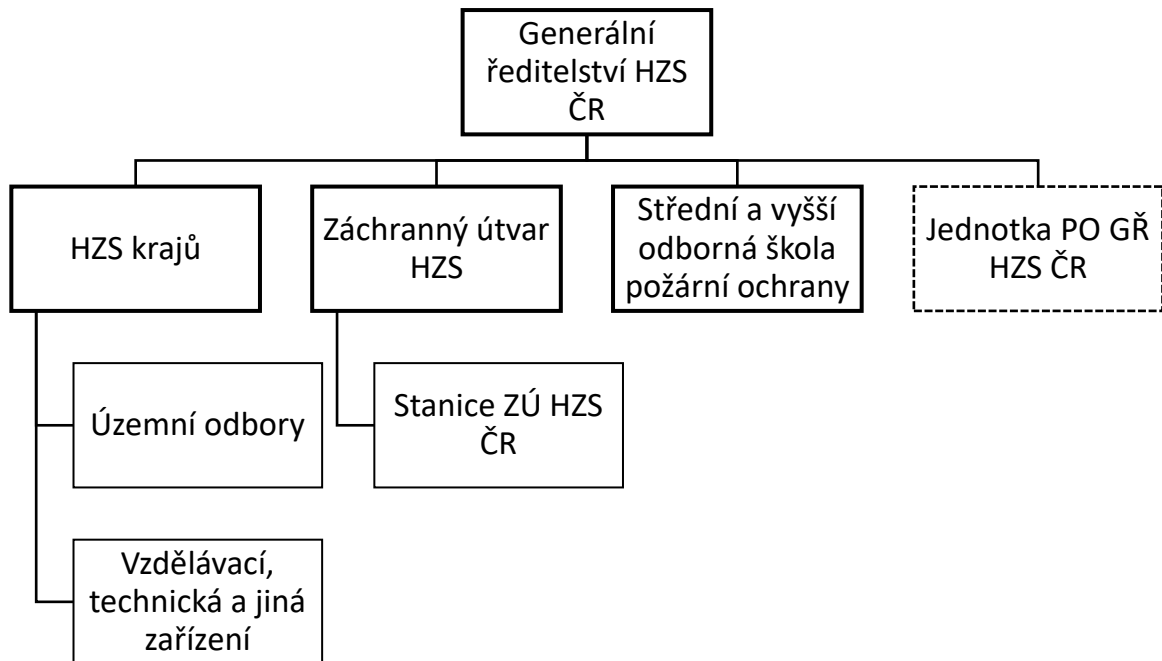 Generální
ředitelství HZS
ČR
HZS krajů
Záchranný útvar
HZS
Střední a vyšší
odborná škola
požární ochrany
Jednotka PO GŘ
HZS ČR
Územní odbory
Stanice ZÚ HZS
ČR
Vzdělávací,
technická a jiná
zařízení